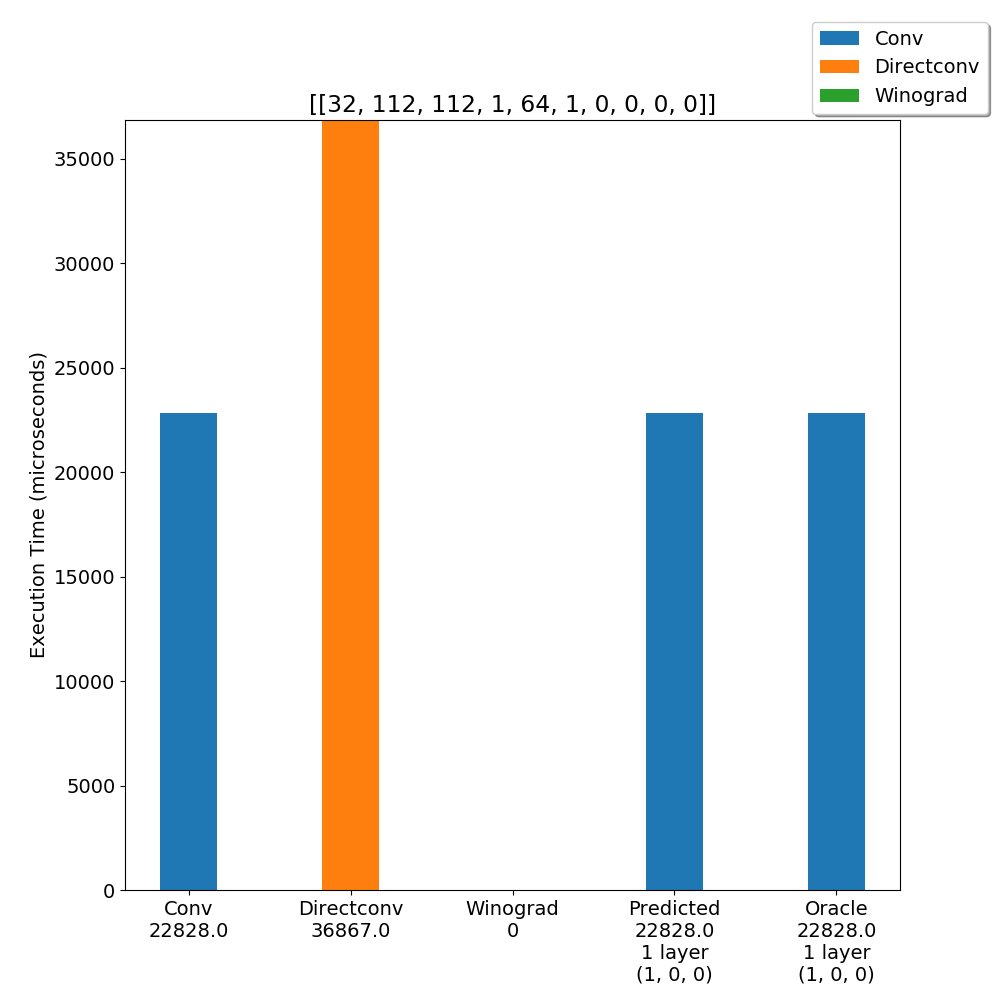 Conv
Directconv
Winograd
[[32, 112, 112, 1, 64, 1, 0, 0, 0, 0]]
Execution Time (microseconds)
35000
30000
25000
20000
15000
10000
5000
0
Conv
22828.0
Directconv
36867.0
Winograd
0
Predicted
22828.0
1 layer
(1, 0, 0)
Oracle
22828.0
1 layer
(1, 0, 0)